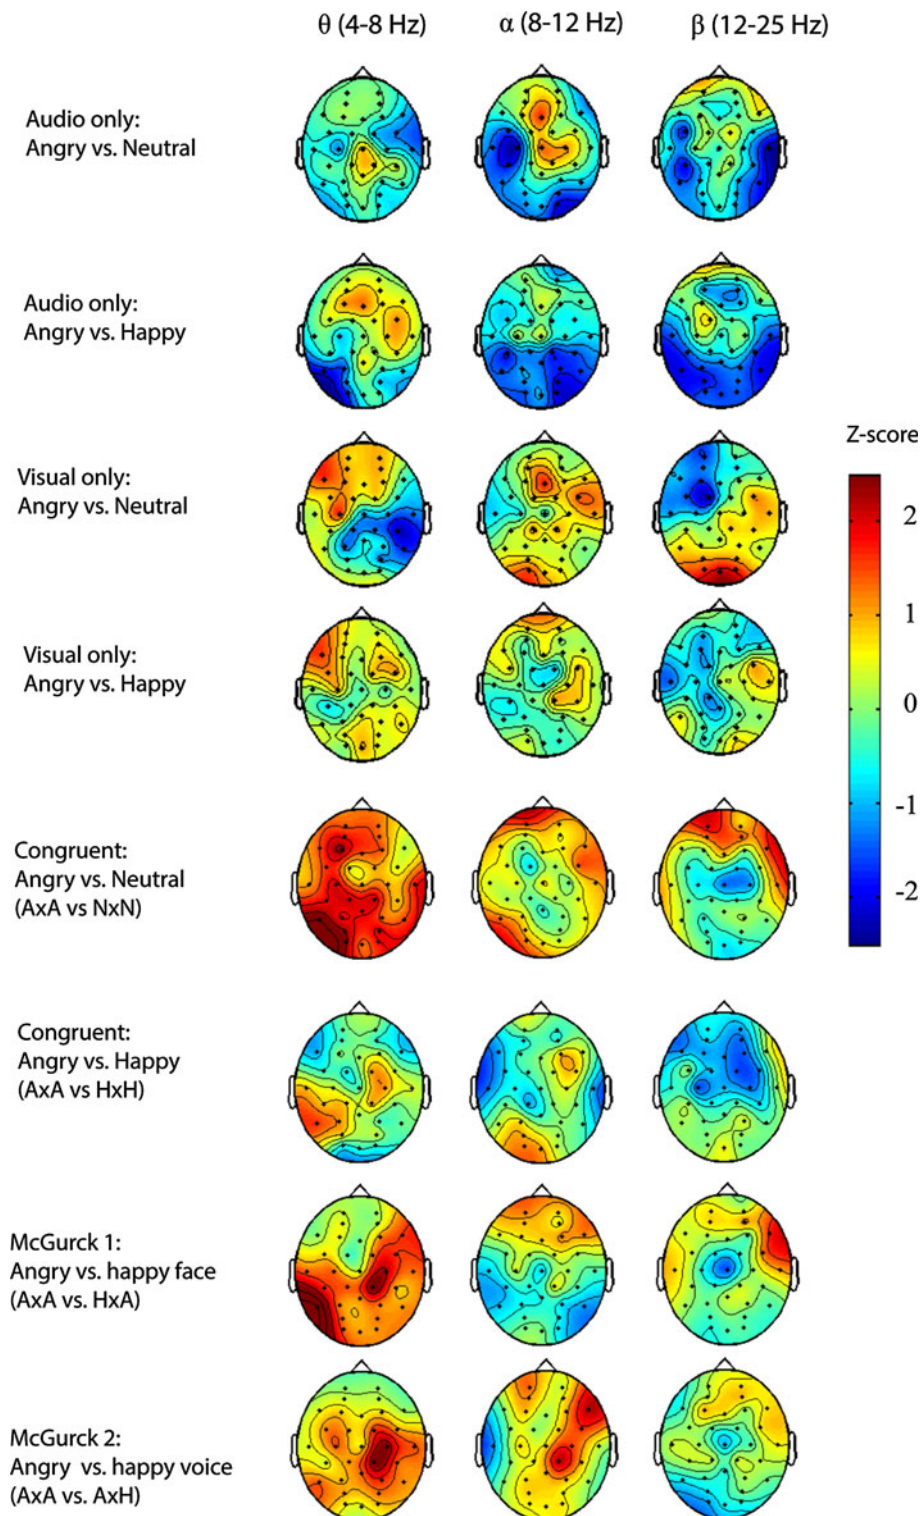 θ (4-8 Hz) α (8-12 Hz) β (12-25 Hz)
Audio only:
Angry vs. Neutral
Audio only:
Angry vs. Happy
Z-score
Visual only:
Angry vs. Neutral
2
1
Visual only:
Angry vs. Happy
0
-1
Congruent:
Angry vs. Neutral
(AxA vs NxN)
-2
Congruent:
Angry vs. Happy
(AxA vs HxH)
McGurck 1:
Angry vs. happy face
(AxA vs. HxA)
McGurck 2:
Angry vs. happy voice
(AxA vs. AxH)